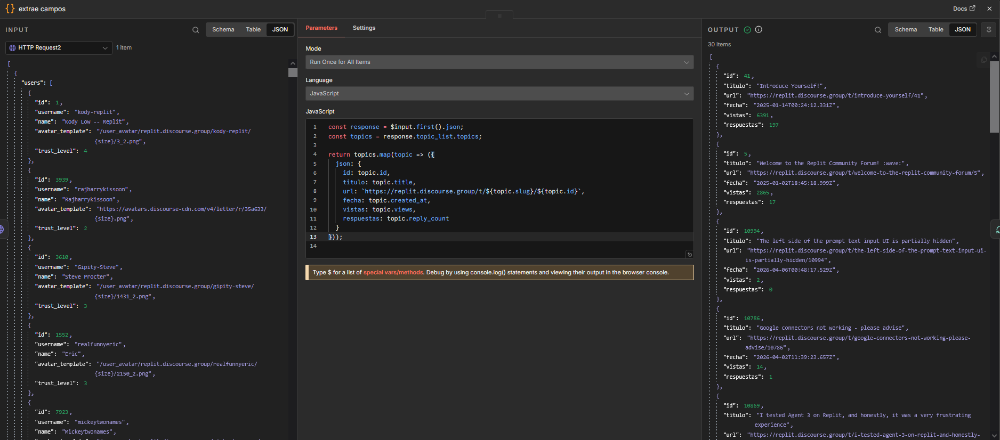 {} extrae campos
Docs
INPUT
Schema Table JSON
HTTP Request2
1 item
[
{
"users": [
{
"id": 1,
"username": "kody-replit",
"name": "Kody Low -- Replit",
"avatar_template": "/user_avatar/replit.discourse.group/kody-replit/
{size}/3_2.png",
"trust_level": 4
},
{
"id": 3939,
"username": "rajharrykissoon",
"name": "Rajharrykissoon",
"avatar_template": "https://avatars.discourse-cdn.com/v4/letter/r/35a633/
{size}.png",
"trust_level": 2
},
{
"id": 3610,
"username": "Gipity-Steve",
"name": "Steve Procter",
"avatar_template": "/user_avatar/replit.discourse.group/gipity-steve/
{size}/1431_2.png",
"trust_level": 3
},
{
"id": 1552,
"username": "realfunnyeric",
"name": "Eric",
"avatar_template": "/user_avatar/replit.discourse.group/realfunnyeric/
{size}/2150_2.png",
"trust_level": 3
},
{
"id": 7923,
"username": "mickeytwonames",
"name": "Mickeytwonames",
Parameters Settings
Mode
Run Once for All Items
Language
JavaScript
JavaScript
1 const response = $input.first().json;
2 const topics = response.topic_list.topics;
3
4 return topics.map(topic => ({
5 json: {
6 id: topic.id,
7 titulo: topic.title,
8 url: `https://replit.discourse.group/t/${topic.slug}/${topic.id}`,
9 fecha: topic.created_at,
10 vistas: topic.views,
11 respuestas: topic.reply_count
12 }
13 }));
14
Type $ for a list of special vars/methods. Debug by using console.log() statements and viewing their output in the browser console.
OUTPUT
Schema Table JSON
30 items
[
{
"id": 41,
"titulo": "Introduce Yourself!",
"url": "https://replit.discourse.group/t/introduce-yourself/41",
"fecha": "2025-01-14T00:24:12.331Z",
"vistas": 6391,
"respuestas": 197
},
{
"id": 5,
"titulo": "Welcome to the Replit Community Forum! :wave:",
"url": "https://replit.discourse.group/t/welcome-to-the-replit-community-forum/5",
"fecha": "2025-01-02T18:45:18.999Z",
"vistas": 2865,
"respuestas": 17
},
{
"id": 10994,
"titulo": "The left side of the prompt text input UI is partially hidden",
"url": "https://replit.discourse.group/t/the-left-side-of-the-prompt-text-input-ui-
is-partially-hidden/10994",
"fecha": "2026-04-06T00:48:17.529Z",
"vistas": 2,
"respuestas": 0
},
{
"id": 10786,
"titulo": "Google connectors not working - please advise",
"url": "https://replit.discourse.group/t/google-connectors-not-working-please-
advise/10786",
"fecha": "2026-04-02T11:39:23.657Z",
"vistas": 14,
"respuestas": 1
},
{
"id": 10869,
"titulo": "I tested Agent 3 on Replit, and honestly, it was a very frustrating
experience",
"url": "https://replit.discourse.group/t/i-tested-agent-3-on-replit-and-honestly-